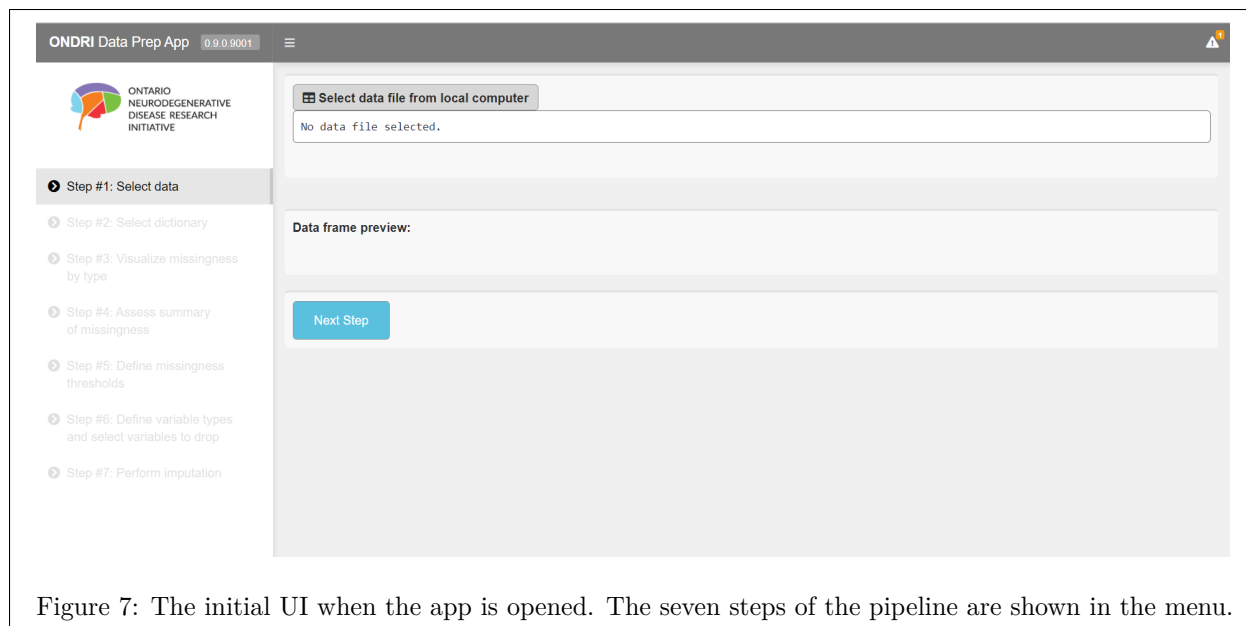 ONDRI Data Prep App 0.9.0.9001
1
ONTARIO
NEURODEGENERATIVE
DISEASE RESEARCH
INITIATIVE
Step #1: Select data
Step #2: Select dictionary
Step #3: Visualize missingness
by type
Step #4: Assess summary
of missingness
Step #5: Define missingness
thresholds
Step #6: Define variable types
and select variables to drop
Step #7: Perform imputation
Select data file from local computer
No data file selected.
Data frame preview:
Next Step
Figure 7: The initial UI when the app is opened. The seven steps of the pipeline are shown in the menu.